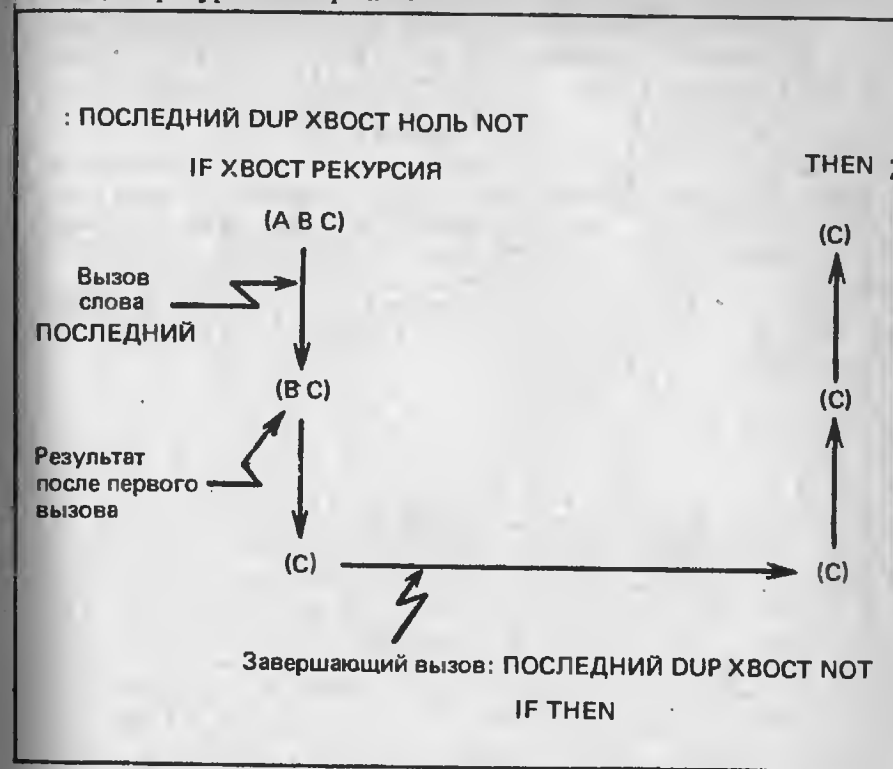 : ПОСЛЕДНИЙ DUP ХВОСТ НОЛЬ NOT
IF ХВОСТ РЕКУРСИЯ THEN ;
(A B C)
(C)
Вызов
слова
ПОСЛЕДНИЙ
(B C)
(C)
Результат
после первого
вызова
(C)
(C)
Завершающий вызов: ПОСЛЕДНИЙ DUP ХВОСТ NOT
IF THEN